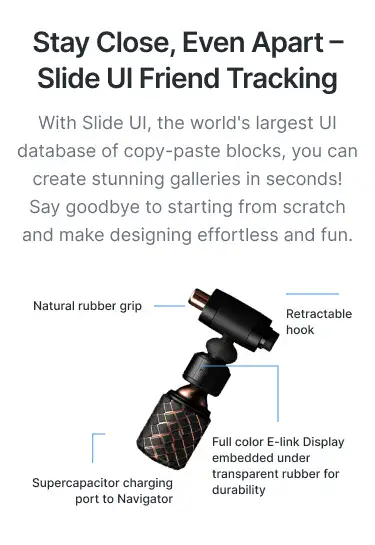 Stay Close, Even Apart –
Slide UI Friend Tracking
With Slide UI, the world's largest UI
database of copy-paste blocks, you can
create stunning galleries in seconds!
Say goodbye to starting from scratch
and make designing effortless and fun.
Natural rubber grip
Retractable
hook
Full color E-link Display
embedded under
transparent rubber for
durability
Supercapacitor charging
port to Navigator